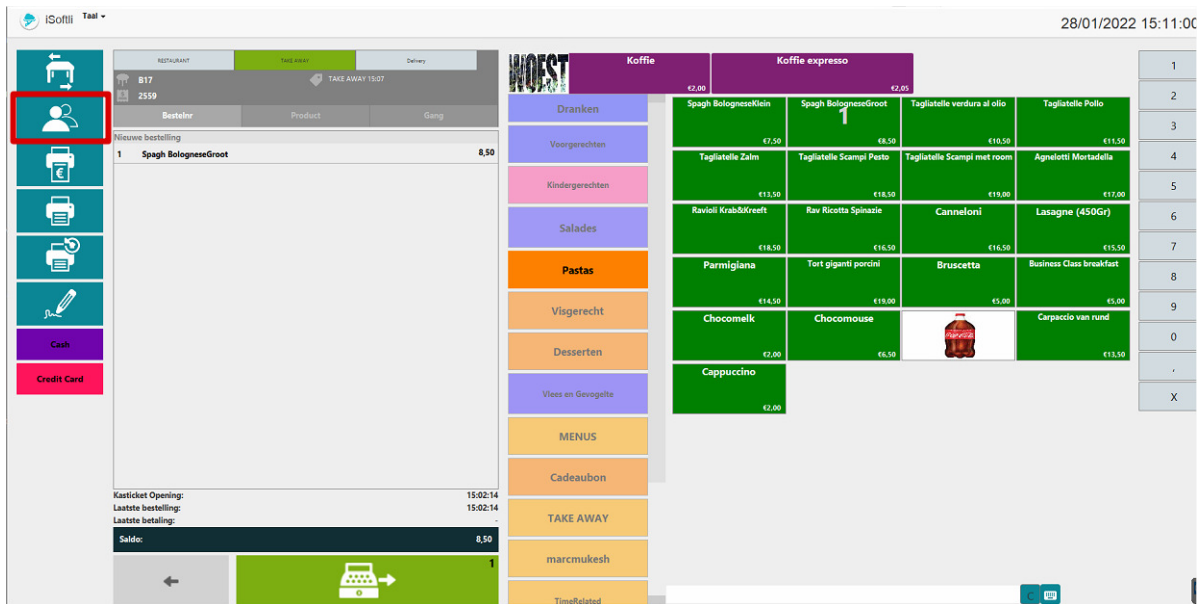 iSoftli Taal
28/01/2022 15:11:00
RESTAURANT TAKE AWAY Delivery
B17 TAKE AWAY 15:07
2559
Bestelnr Product Gang
Nieuwe bestelling
1 Spagh BologneseGroot 8,50
Cash
Credit Card
Kasticket Opening: 15:02:14
Laatste bestelling: 15:02:14
Laatste betaling: -
Saldo: 8,50
1
WOEST
Koffie €2,00
Koffie expresso €2,05
Dranken
Voorgerechten
Kindergerechten
Salades
Pastas
Visgerecht
Desserten
Vlees en Gevogelte
MENUS
Cadeaubon
TAKE AWAY
marcmukesh
TimeRelated
Spagh BologneseKlein Spagh BologneseGroot Tagliatelle verdura al olio Tagliatelle Pollo
1
€7,50 €8,50 €10,50 €11,50
Tagliatelle Zalm Tagliatelle Scampi Pesto Tagliatelle Scampi met room Agnelotti Mortadella
€13,50 €18,50 €19,00 €17,00
Ravioli Krab&Kreeft Rav Ricotta Spinazie Canneloni Lasagne (450Gr)
€18,50 €16,50 €16,50 €15,50
Parmigiana Tort giganti porcini Bruscetta Business Class breakfast
€14,50 €19,00 €5,00 €5,00
Chocomelk Chocomouse Carpaccio van rund
€2,00 €6,50 €13,50
Cappuccino
€2,00
1
2
3
4
5
6
7
8
9
0
,
X
C